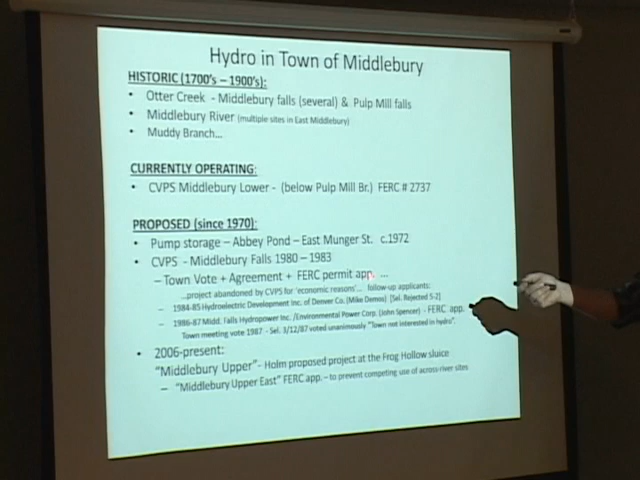 Hydro in Town of Middlebury
HISTORIC (1700's – 1900's):
• Otter Creek - Middlebury falls (several) & Pulp Mill falls
• Middlebury River (multiple sites in East Middlebury)
• Muddy Branch...
CURRENTLY OPERATING:
• CVPS Middlebury Lower - (below Pulp Mill Br.) FERC # 2737
PROPOSED (since 1970):
• Pump storage – Abbey Pond – East Munger St. c.1972
• CVPS - Middlebury Falls 1980 – 1983
– Town Vote + Agreement + FERC permit app. ...
...project abandoned by CVPS for 'economic reasons'... follow-up applicants:
– 1984-85 Hydroelectric Development Inc. of Denver Co. (Mike Demos) [Sel. Rejected 5-2]
– 1986-87 Midd. Falls Hydropower Inc. /Environmental Power Corp. (John Spencer) - FERC app.
Town meeting vote 1987 - Sel. 3/12/87 voted unanimously "Town not interested in hydro".
• 2006-present:
"Middlebury Upper"- Holm proposed project at the Frog Hollow sluice
– "Middlebury Upper East" FERC app. – to prevent competing use of across-river sites